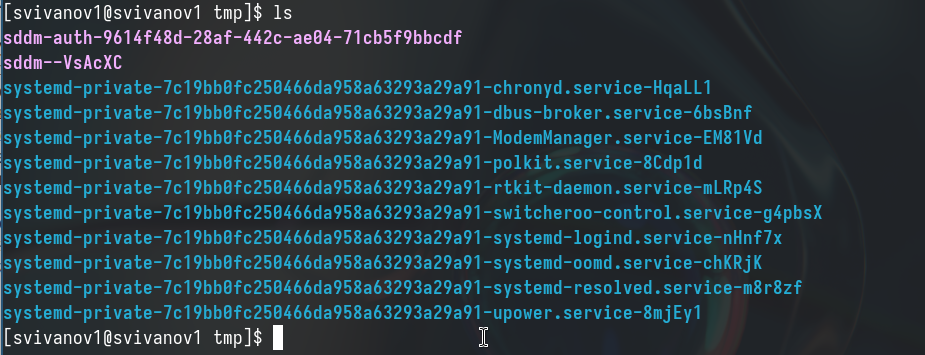 [svivanov1@svivanov1 tmp]$ ls
sddm-auth-9614f48d-28af-442c-ae04-71cb5f9bbcdf
sddm--VsAcXC
systemd-private-7c19bb0fc250466da958a63293a29a91-chronyd.service-HqaLL1
systemd-private-7c19bb0fc250466da958a63293a29a91-dbus-broker.service-6bsBnf
systemd-private-7c19bb0fc250466da958a63293a29a91-ModemManager.service-EM81Vd
systemd-private-7c19bb0fc250466da958a63293a29a91-polkit.service-8Cdp1d
systemd-private-7c19bb0fc250466da958a63293a29a91-rtkit-daemon.service-mLRp4S
systemd-private-7c19bb0fc250466da958a63293a29a91-switcheroo-control.service-g4pbsX
systemd-private-7c19bb0fc250466da958a63293a29a91-systemd-logind.service-nHnf7x
systemd-private-7c19bb0fc250466da958a63293a29a91-systemd-oomd.service-chKRjK
systemd-private-7c19bb0fc250466da958a63293a29a91-systemd-resolved.service-m8r8zf
systemd-private-7c19bb0fc250466da958a63293a29a91-upower.service-8mjEy1
[svivanov1@svivanov1 tmp]$